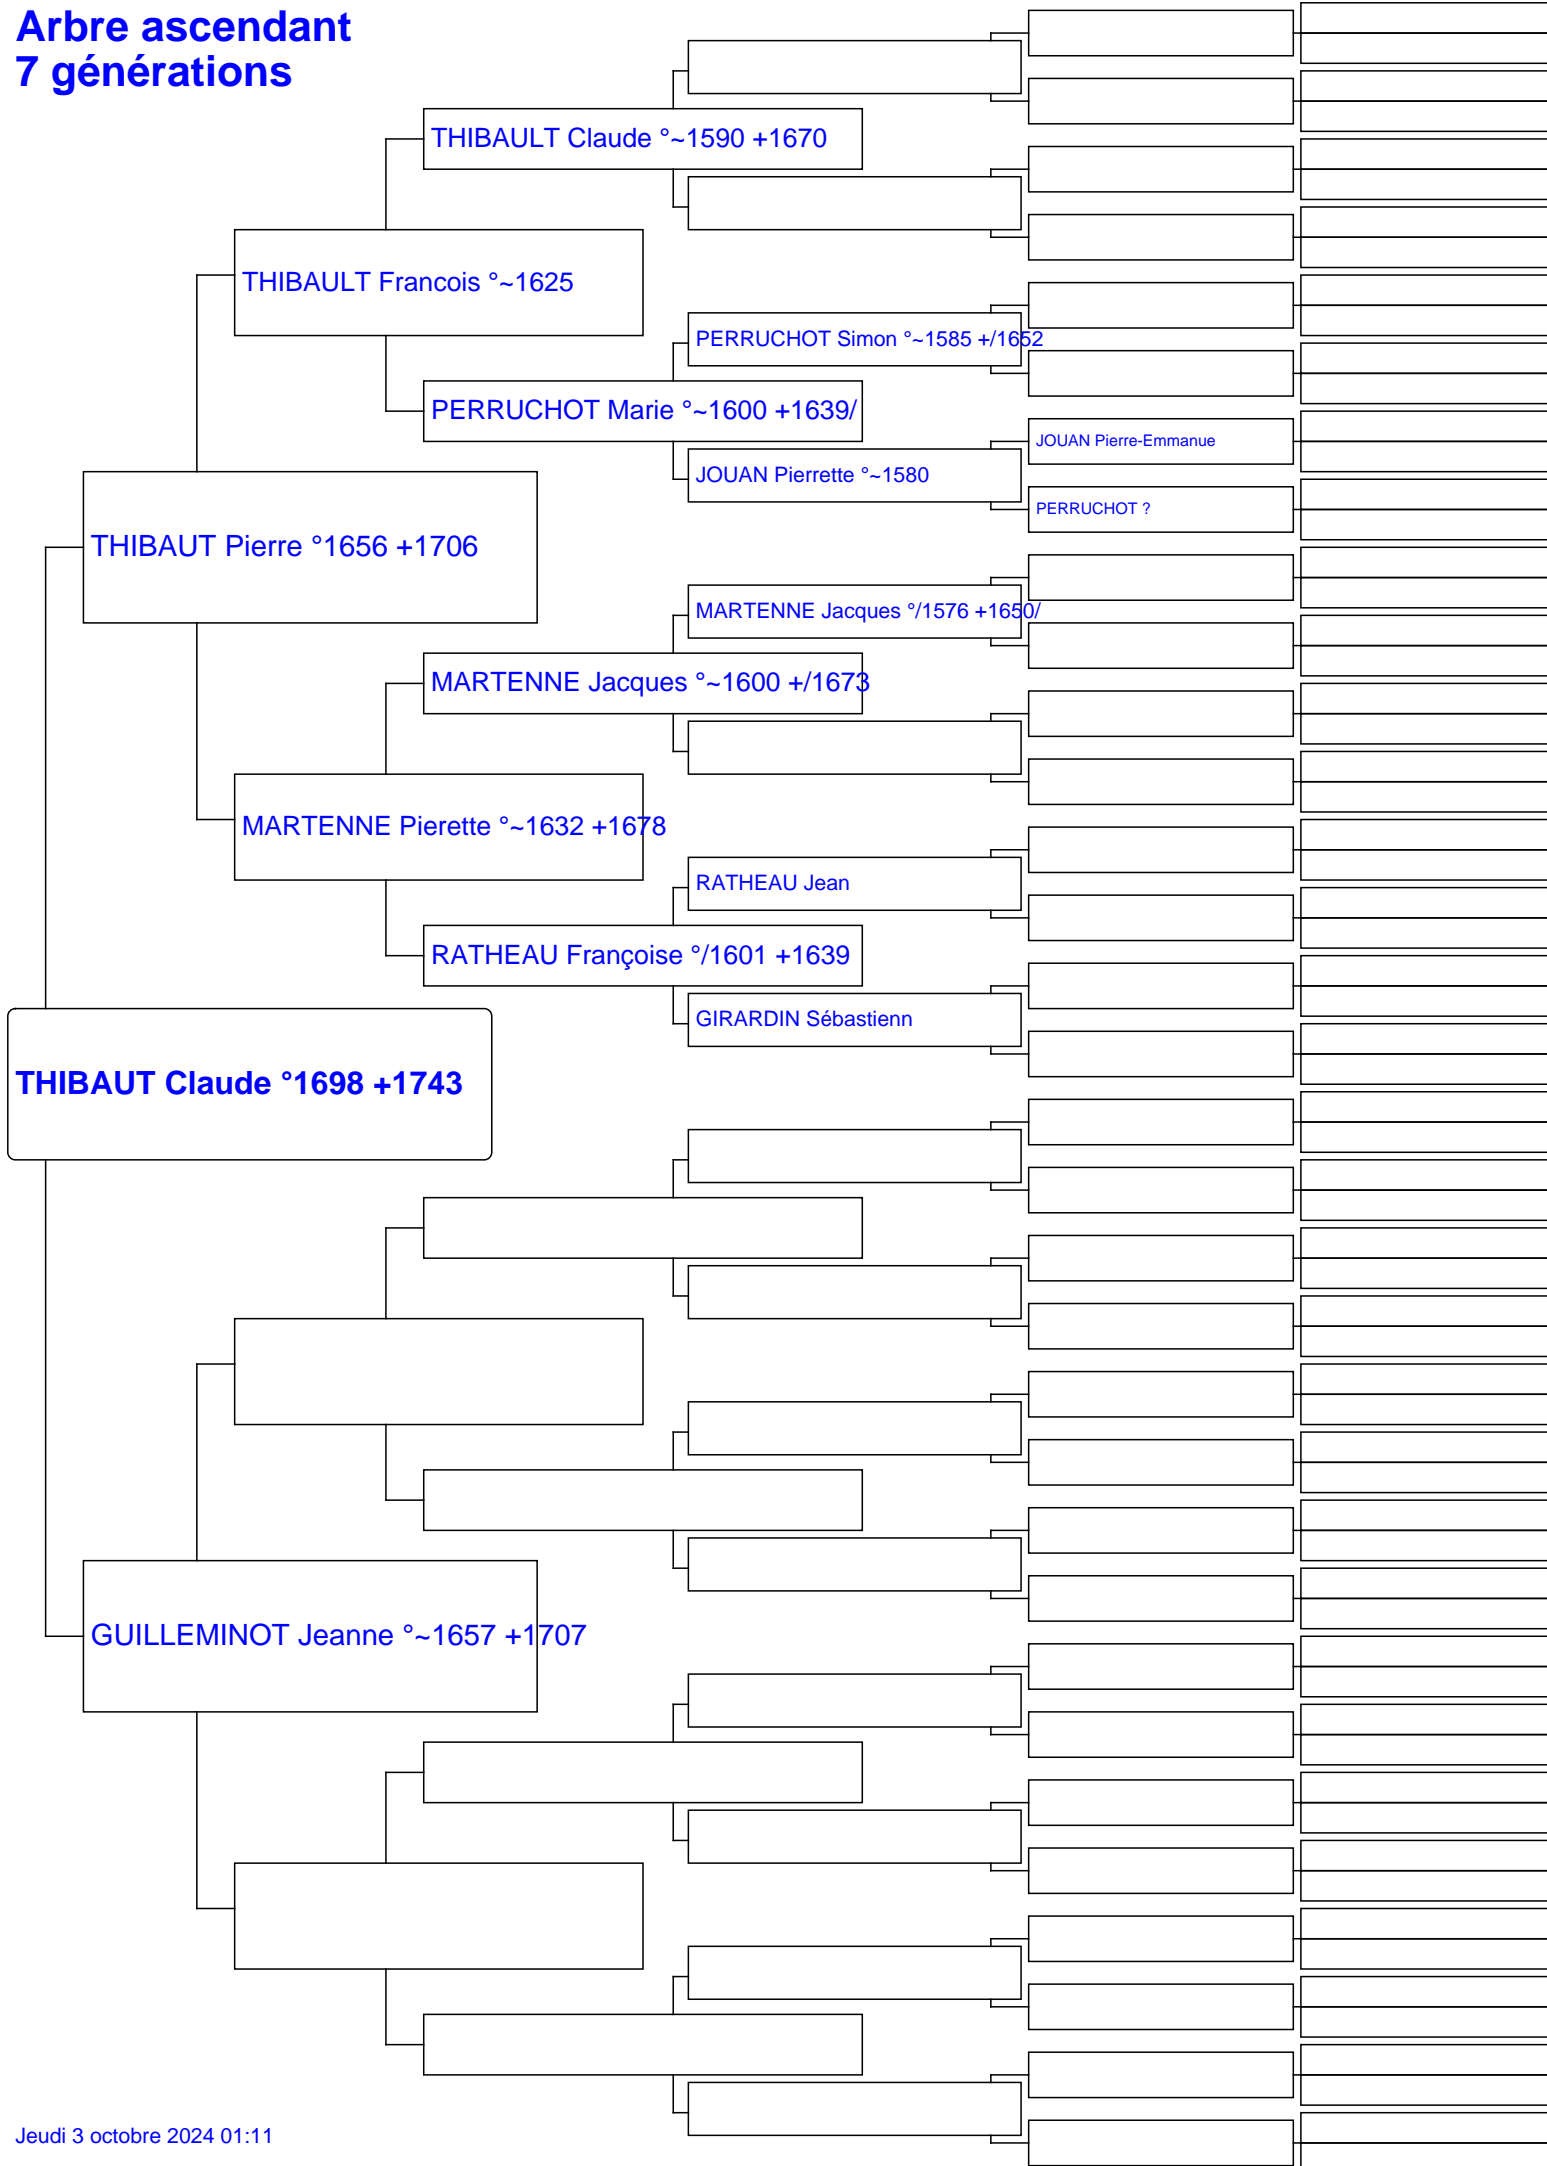 Arbre ascendant
7 générations
THIBAULT Claude °~1590 +1670
THIBAULT Francois °~1625
PERRUCHOT Simon °~1585 +/1652
PERRUCHOT Marie °~1600 +1639/
JOUAN Pierre-Emmanue
JOUAN Pierrette °~1580
PERRUCHOT ?
THIBAUT Pierre °1656 +1706
MARTENNE Jacques °/1576 +1650/
MARTENNE Jacques °~1600 +/1673
MARTENNE Pierette °~1632 +1678
RATHEAU Jean
RATHEAU Françoise °/1601 +1639
GIRARDIN Sébastienn
THIBAUT Claude °1698 +1743
GUILLEMINOT Jeanne °~1657 +1707
Jeudi 3 octobre 2024 01:11